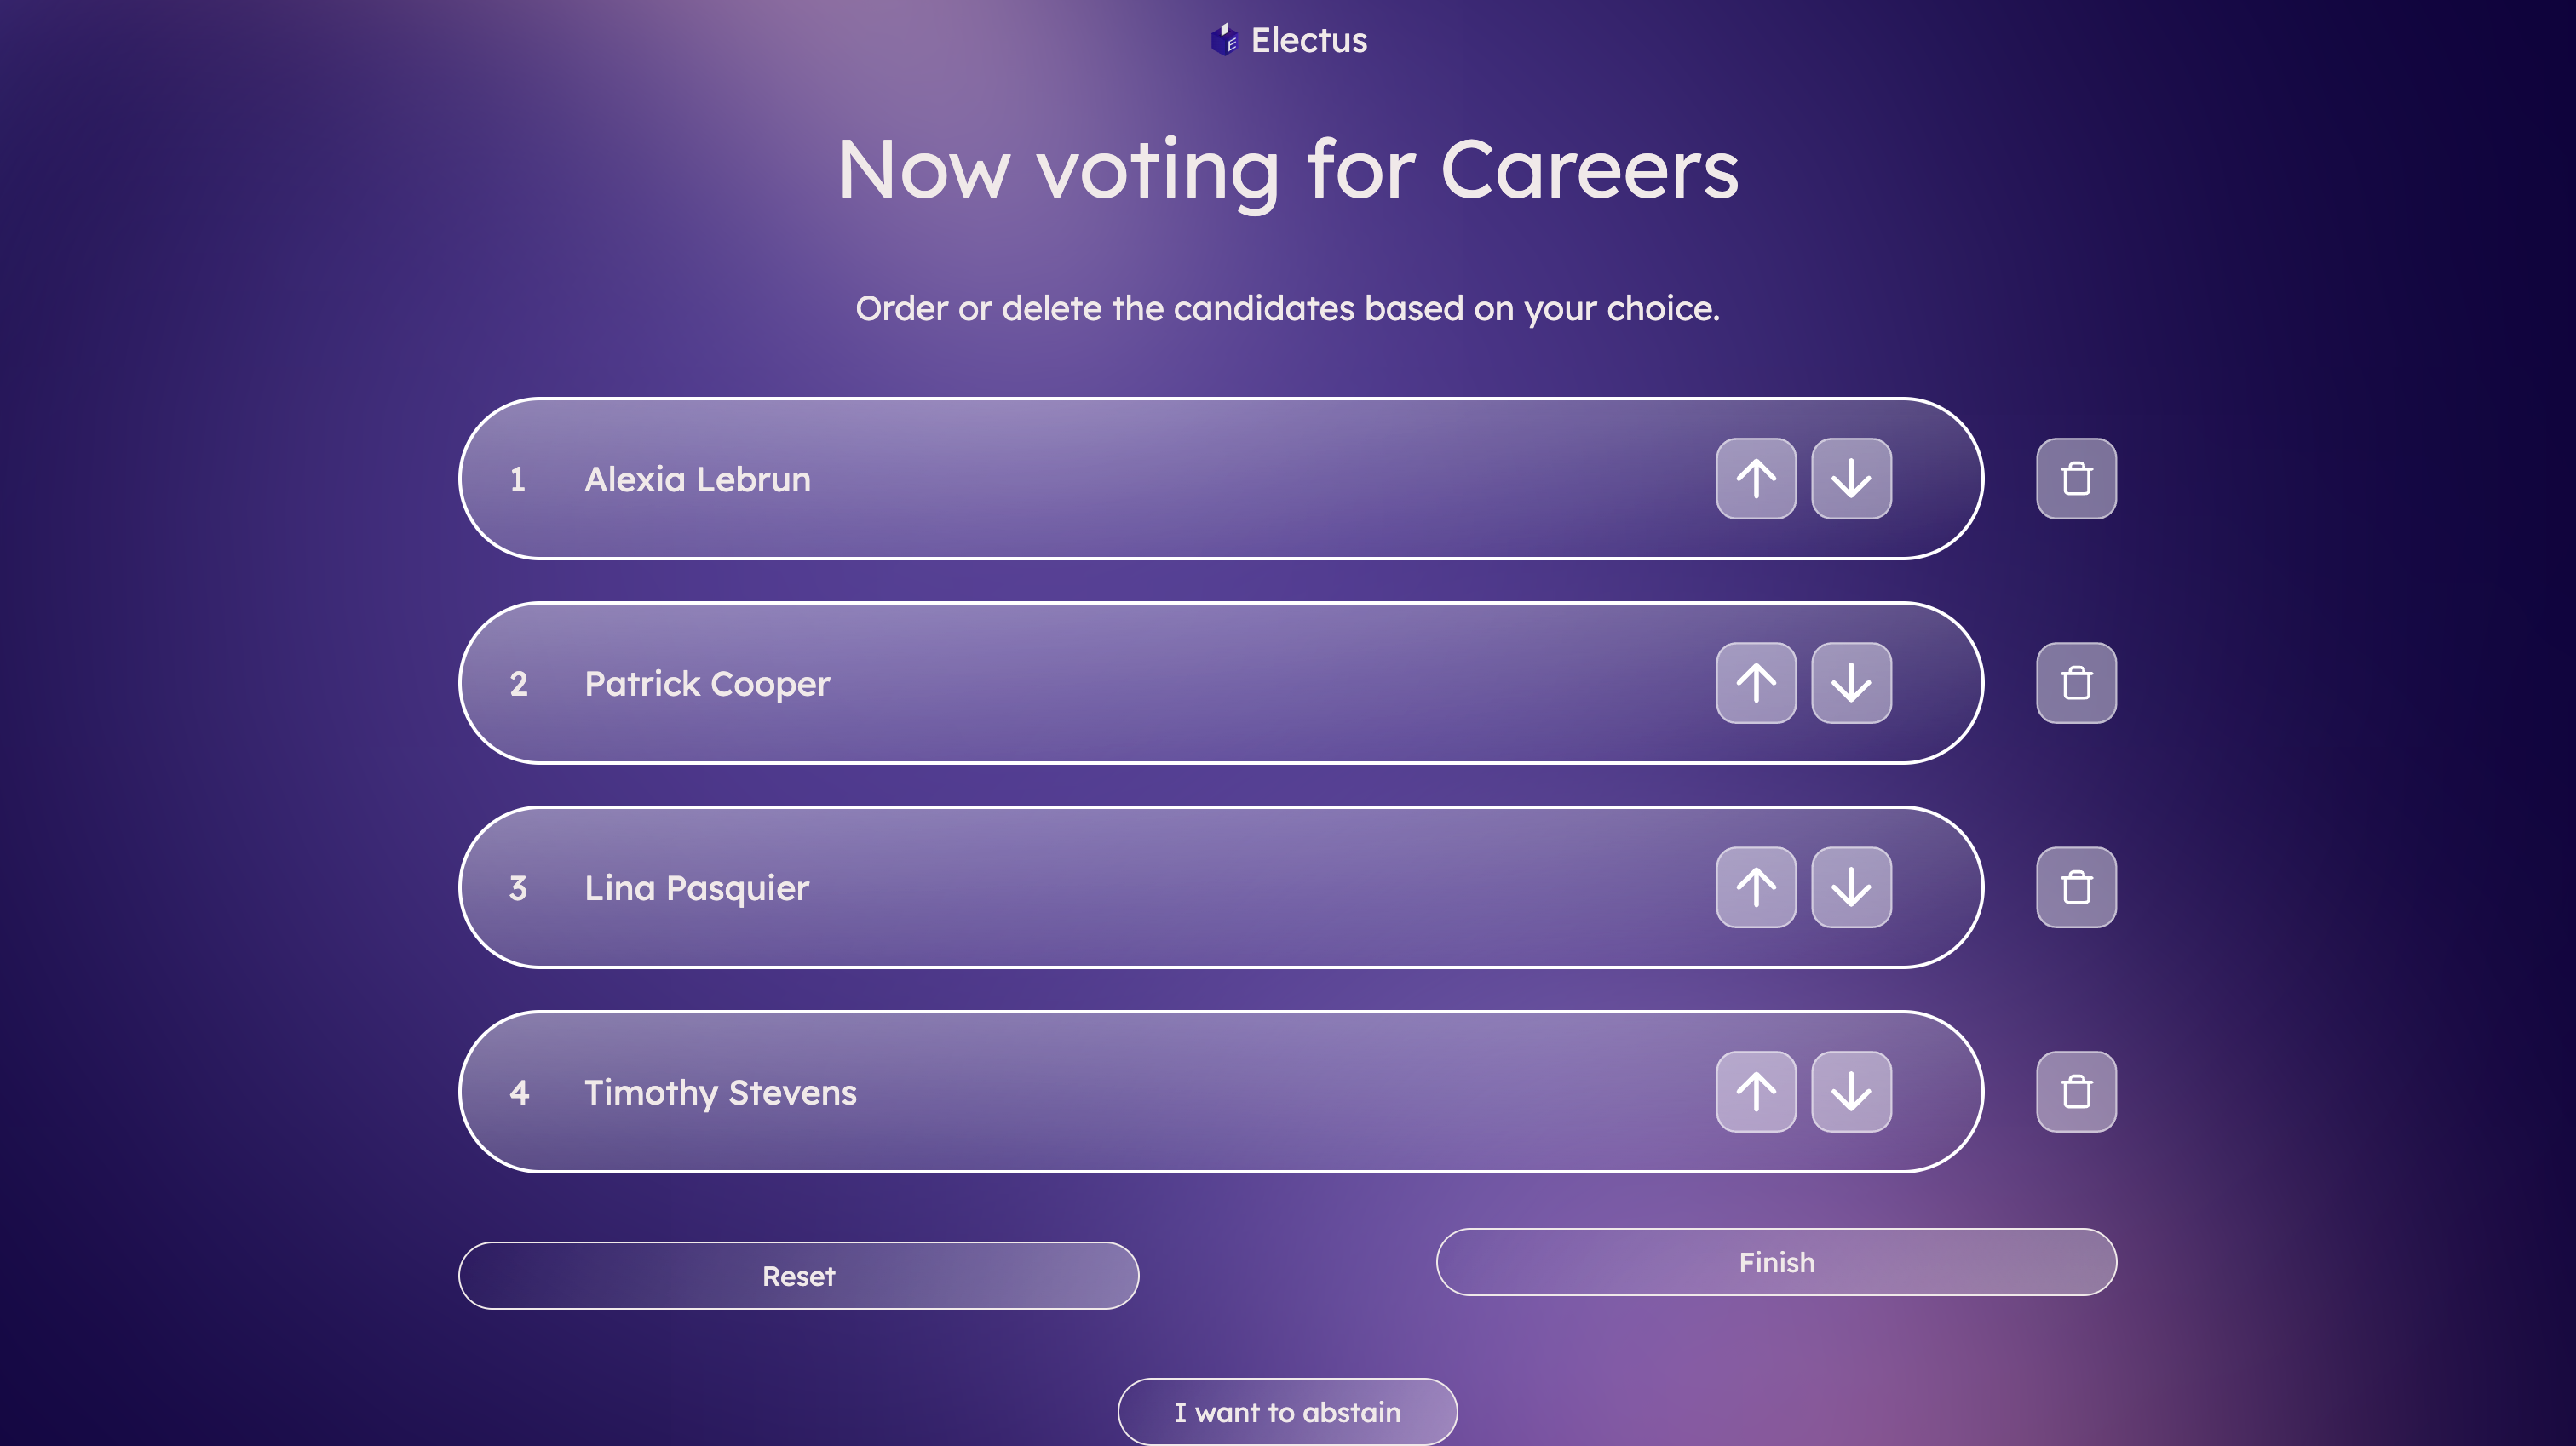 Electus
Now voting for Careers
Order or delete the candidates based on your choice.
1 Alexia Lebrun
2 Patrick Cooper
3 Lina Pasquier
4 Timothy Stevens
Reset
Finish
I want to abstain